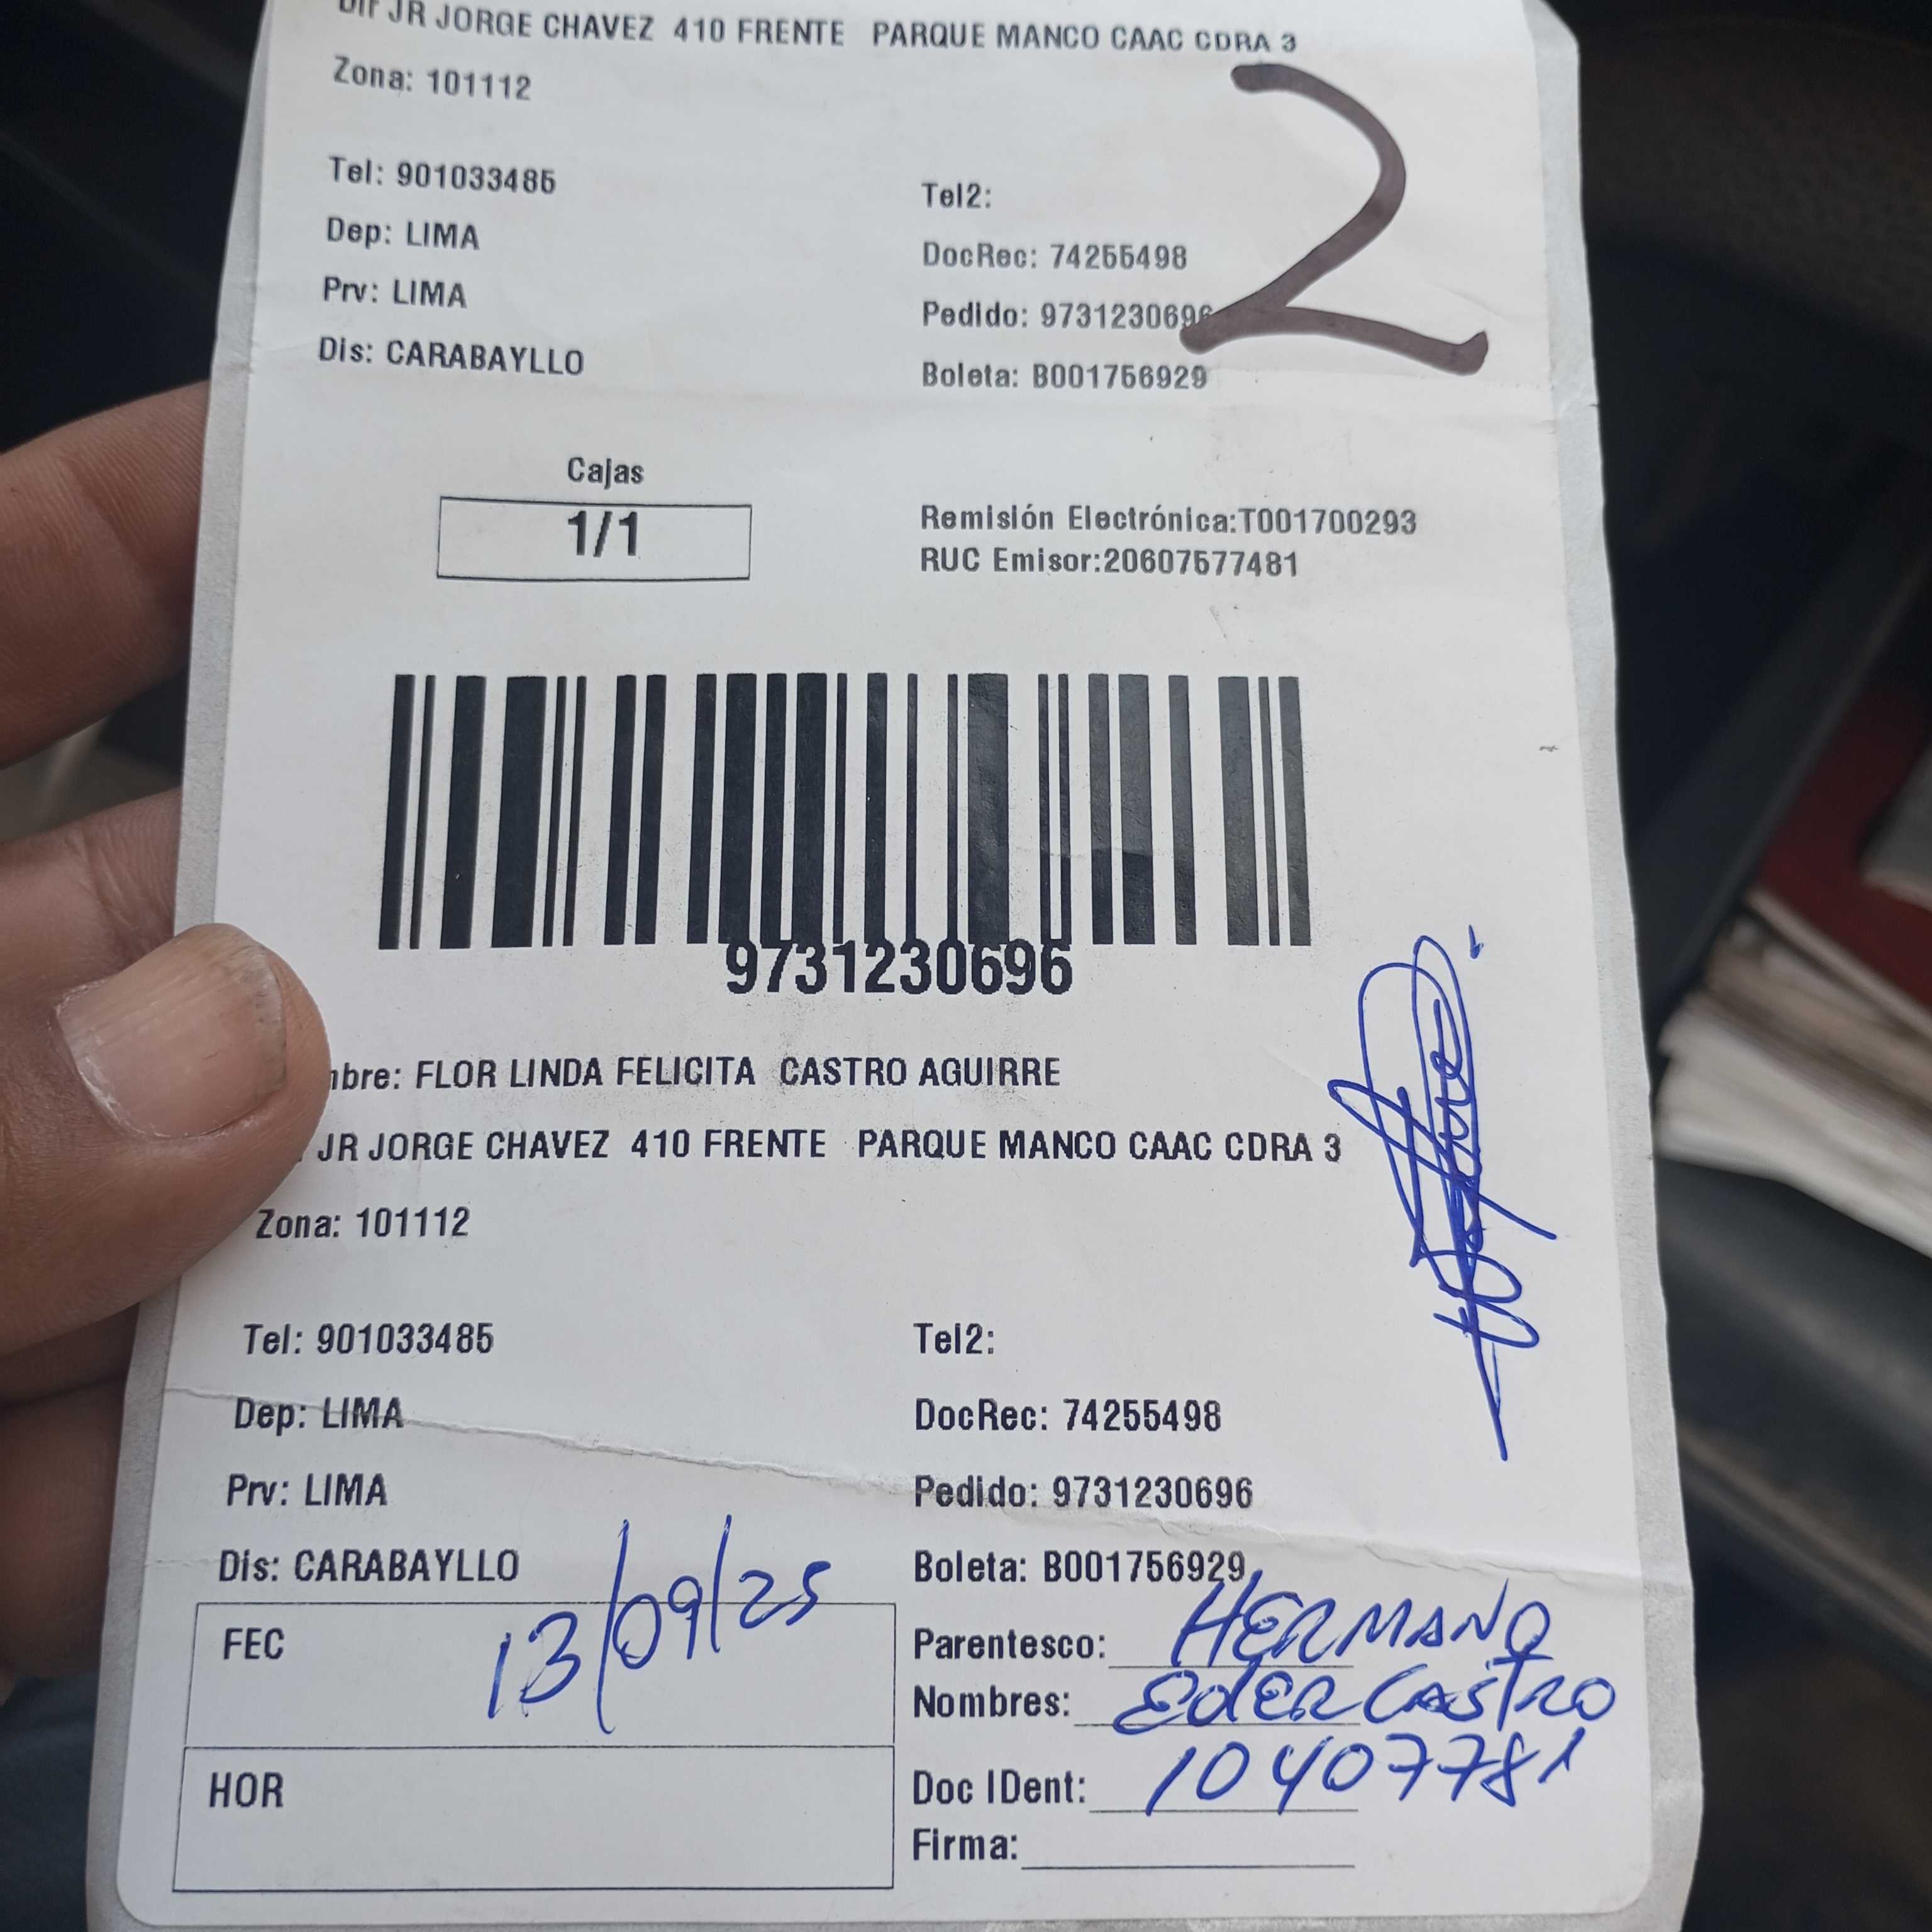 Dir JR JORGE CHAVEZ 410 FRENTE PARQUE MANCO CAAC CDRA 3
Zona: 101112
2
Tel: 901033485
Tel2:
Dep: LIMA
DocRec: 74255498
Prv: LIMA
Pedido: 9731230696
Dis: CARABAYLLO
Boleta: B001756929
Cajas
1/1
Remisión Electrónica:T001700293
RUC Emisor:20607577481
9731230696
mbre: FLOR LINDA FELICITA CASTRO AGUIRRE
JR JORGE CHAVEZ 410 FRENTE PARQUE MANCO CAAC CDRA 3
Zona: 101112
Tel: 901033485
Tel2:
Dep: LIMA
DocRec: 74255498
Prv: LIMA
Pedido: 9731230696
Dis: CARABAYLLO
Boleta: B001756929
FEC 13/09/25
Parentesco: HERMANO
Nombres: EdER CASTRO
HOR
Doc IDent: 10407781
Firma: